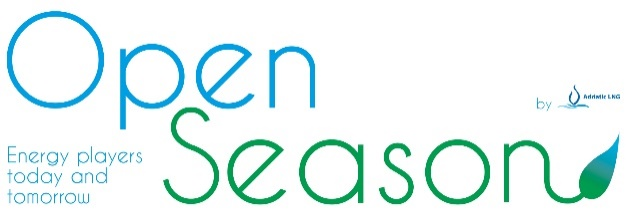 Open
by Adriatic LNG
Season
Energy players
today and
tomorrow